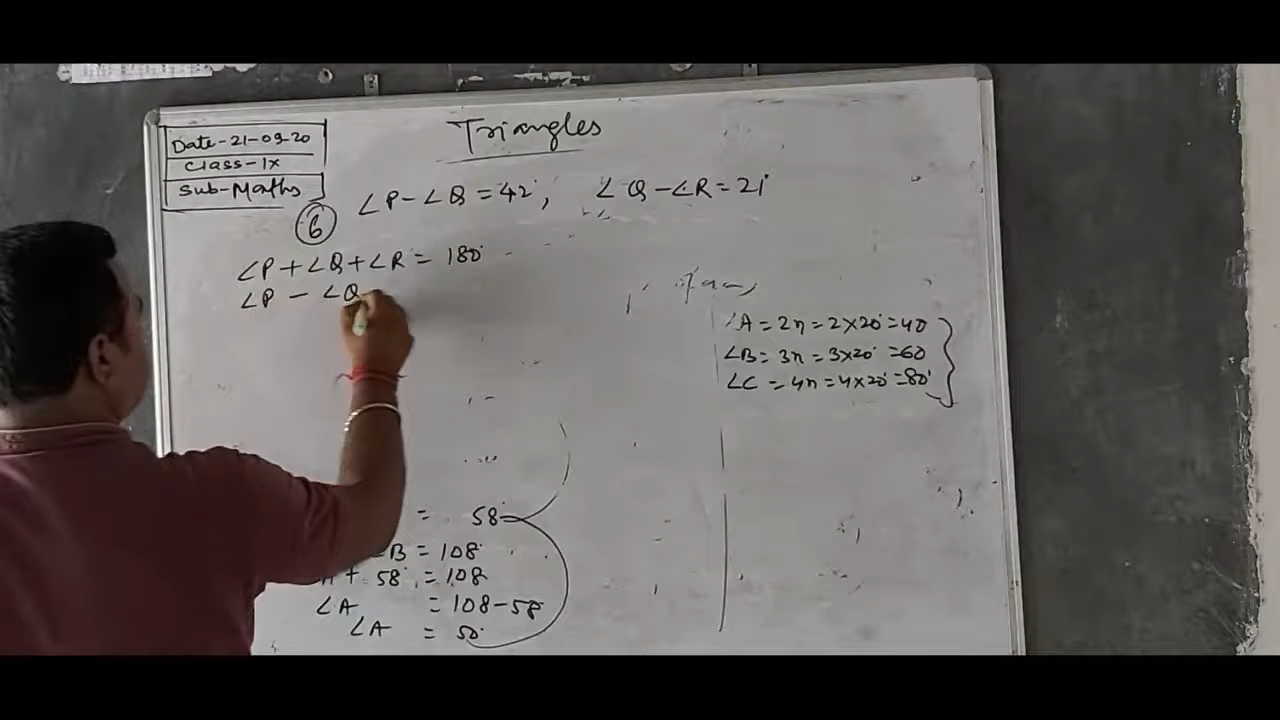 Triangles
Date-21-09-20
Class-IX
Sub-Maths
6
∠P-∠Q=42°, ∠Q-∠R=21°
∠P+∠Q+∠R=180°
∠P-∠Q
∠A=2x=2×20°=40
∠B=3x=3×20°=60
∠C=4x=4×20°=80°
= 58°
B=108°
+ 58°=108
∠A =108-58°
∠A = 50°